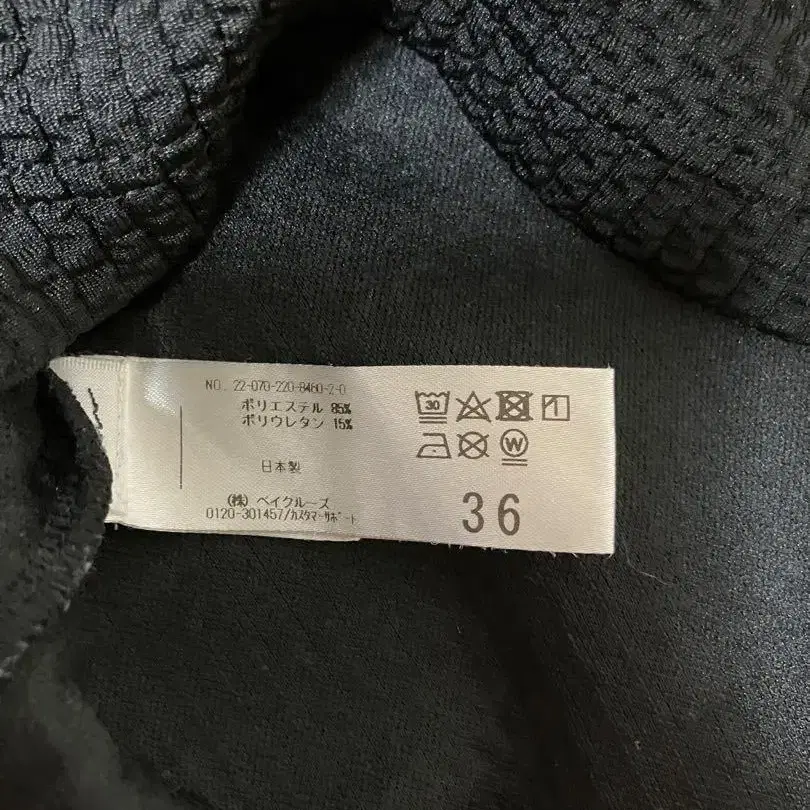 NO. 22-070-220-8460-2-0
ポリエステル 85%
ポリウレタン 15%
日本製
(株) ベイクルーズ
0120-301457/カスタマーサポート
30
W
36